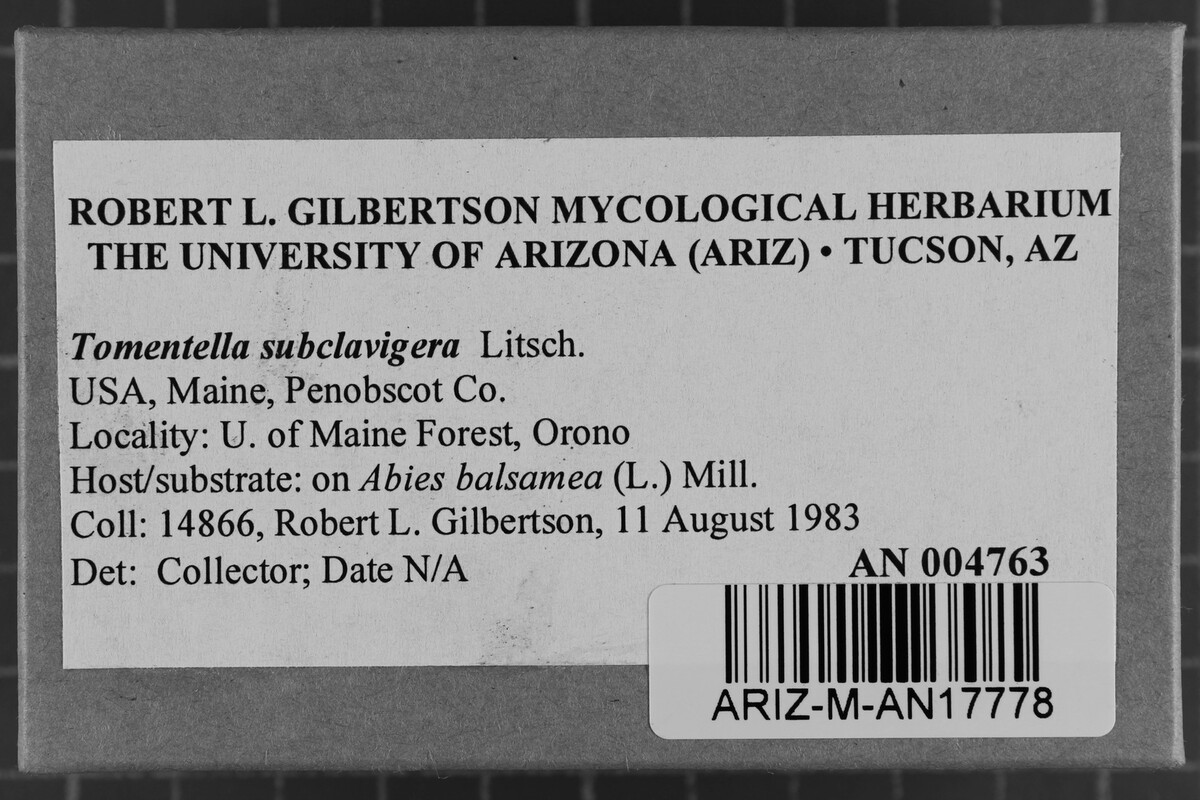 ROBERT L. GILBERTSON MYCOLOGICAL HERBARIUM
THE UNIVERSITY OF ARIZONA (ARIZ) • TUCSON, AZ
Tomentella subclavigera Litsch.
USA, Maine, Penobscot Co.
Locality: U. of Maine Forest, Orono
Host/substrate: on Abies balsamea (L.) Mill.
Coll: 14866, Robert L. Gilbertson, 11 August 1983
Det: Collector; Date N/A
AN 004763
ARIZ-M-AN17778